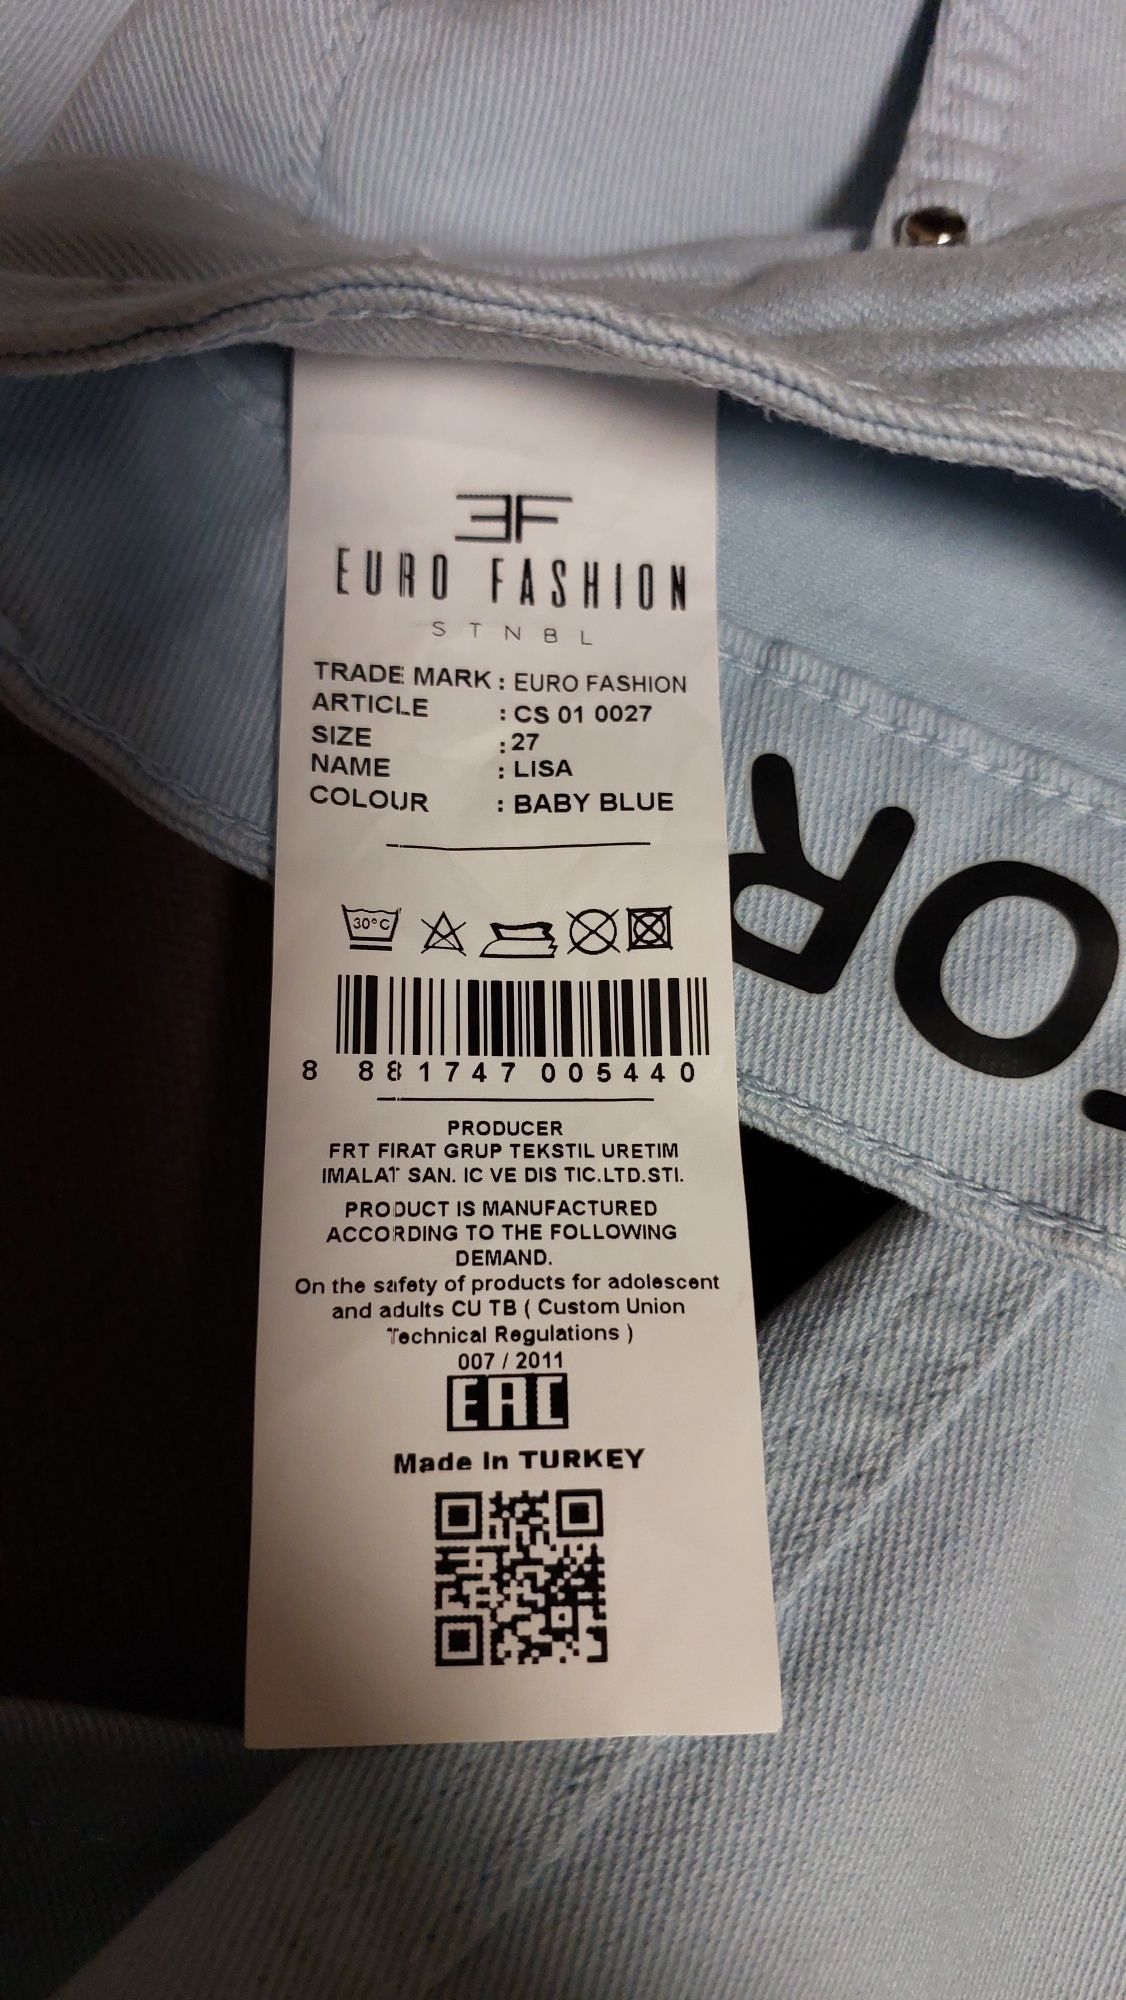 EF
EURO FASHION
STNBL
TRADE MARK : EURO FASHION
ARTICLE : CS 01 0027
SIZE : 27
NAME : LISA
COLOUR : BABY BLUE
30°C
8 881747 005440
PRODUCER
FRT FIRAT GRUP TEKSTIL URETIM
IMALAT SAN. IC VE DIS TIC.LTD.STI.
PRODUCT IS MANUFACTURED
ACCORDING TO THE FOLLOWING
DEMAND.
On the safety of products for adolescent
and adults CU TB ( Custom Union
Technical Regulations )
007 / 2011
EAC
Made In TURKEY